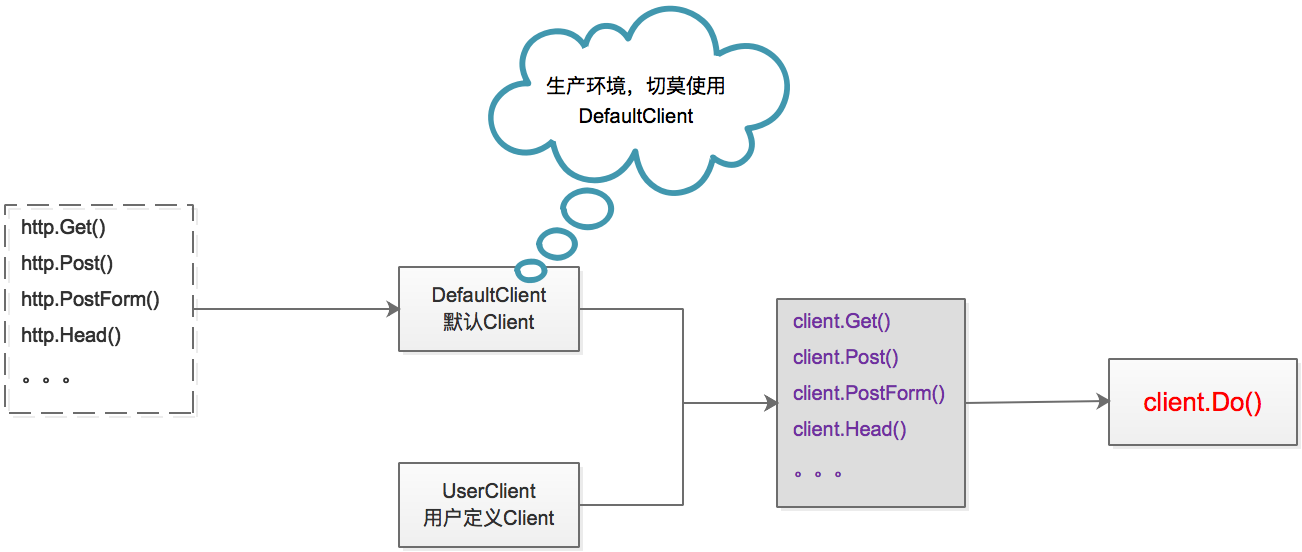 生产环境，切莫使用
DefaultClient
http.Get()
http.Post()
http.PostForm()
http.Head()
。。。
DefaultClient
默认Client
UserClient
用户定义Client
client.Get()
client.Post()
client.PostForm()
client.Head()
。。。
client.Do()